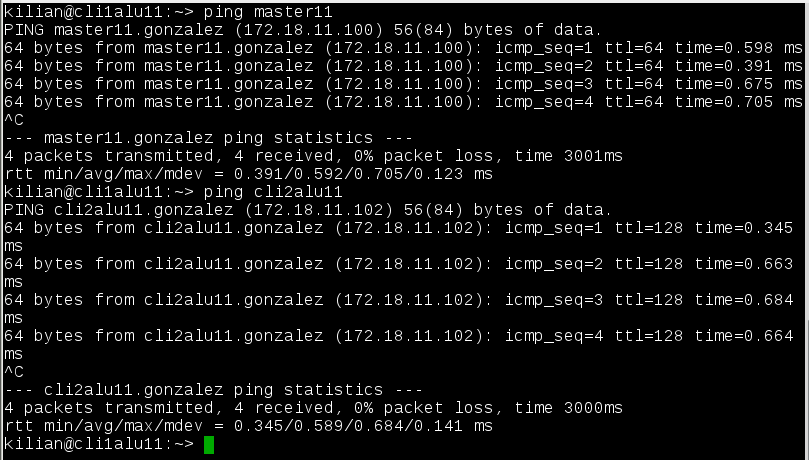 kilian@cli1alu11:~> ping master11
PING master11.gonzalez (172.18.11.100) 56(84) bytes of data.
64 bytes from master11.gonzalez (172.18.11.100): icmp_seq=1 ttl=64 time=0.598 ms
64 bytes from master11.gonzalez (172.18.11.100): icmp_seq=2 ttl=64 time=0.391 ms
64 bytes from master11.gonzalez (172.18.11.100): icmp_seq=3 ttl=64 time=0.675 ms
64 bytes from master11.gonzalez (172.18.11.100): icmp_seq=4 ttl=64 time=0.705 ms
^C
--- master11.gonzalez ping statistics ---
4 packets transmitted, 4 received, 0% packet loss, time 3001ms
rtt min/avg/max/mdev = 0.391/0.592/0.705/0.123 ms
kilian@cli1alu11:~> ping cli2alu11
PING cli2alu11.gonzalez (172.18.11.102) 56(84) bytes of data.
64 bytes from cli2alu11.gonzalez (172.18.11.102): icmp_seq=1 ttl=128 time=0.345
ms
64 bytes from cli2alu11.gonzalez (172.18.11.102): icmp_seq=2 ttl=128 time=0.663
ms
64 bytes from cli2alu11.gonzalez (172.18.11.102): icmp_seq=3 ttl=128 time=0.684
ms
64 bytes from cli2alu11.gonzalez (172.18.11.102): icmp_seq=4 ttl=128 time=0.664
ms
^C
--- cli2alu11.gonzalez ping statistics ---
4 packets transmitted, 4 received, 0% packet loss, time 3000ms
rtt min/avg/max/mdev = 0.345/0.589/0.684/0.141 ms
kilian@cli1alu11:~>